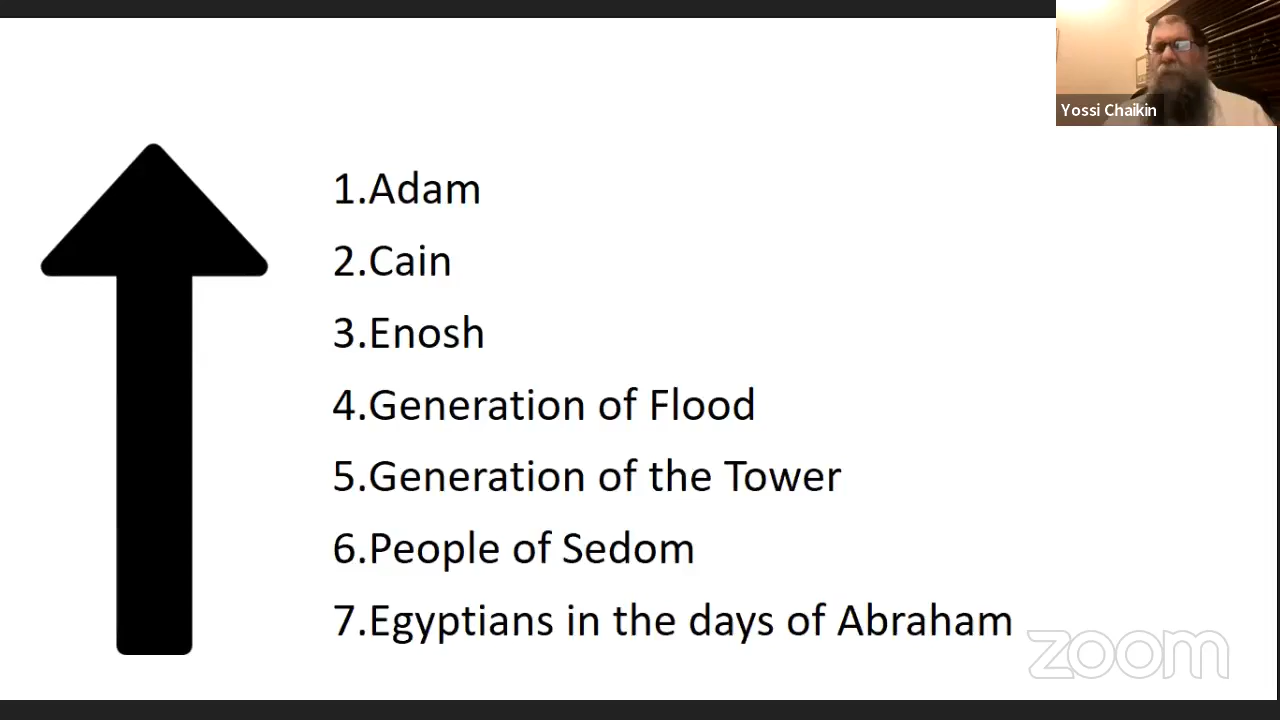 Yossi Chaikin
1.Adam
2.Cain
3.Enosh
4.Generation of Flood
5.Generation of the Tower
6.People of Sedom
7.Egyptians in the days of Abraham
zoom